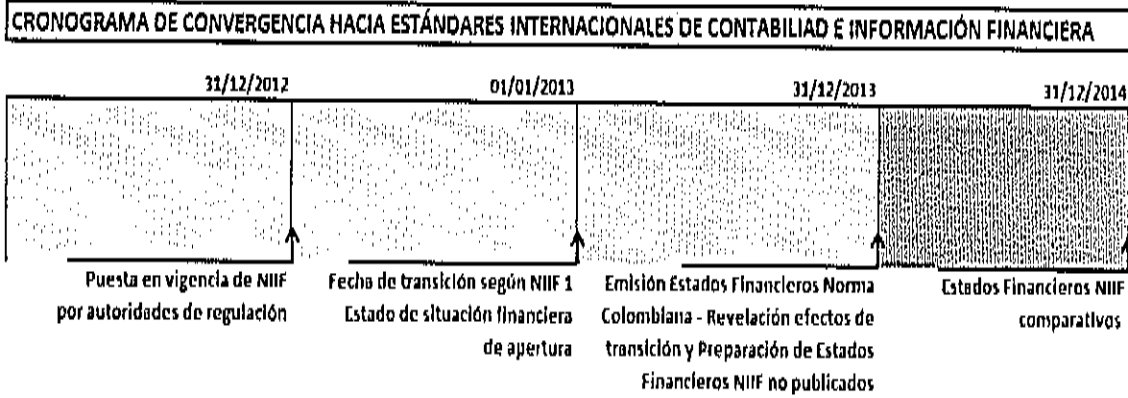 CRONOGRAMA DE CONVERGENCIA HACIA ESTÁNDARES INTERNACIONALES DE CONTABILIAD E INFORMACIÓN FINANCIERA
31/12/2012
01/01/2013
31/12/2013
31/12/2014
Puesta en vigencia de NIIF
por autoridades de regulación
Fecha de transición según NIIF 1
Estado de situación financiera
de apertura
Emisión Estados Financieros Norma
Colombiana - Revelación efectos de
transición y Preparación de Estados
Financieros NIIF no publicados
Estados Financieros NIIF
comparativos